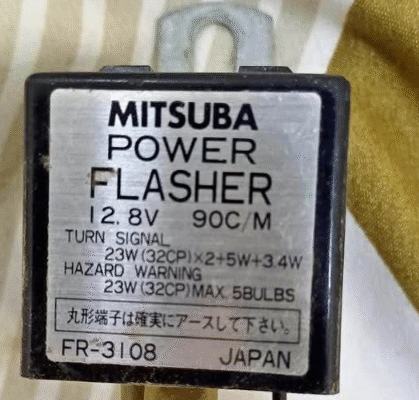 MITSUBA
POWER
FLASHER
12.8V 90C/M
TURN SIGNAL
23W(32CP)×2+5W+3.4W
HAZARD WARNING
23W(32CP)MAX.5BULBS
丸形端子は確実にアースして下さい。
FR-3108 JAPAN